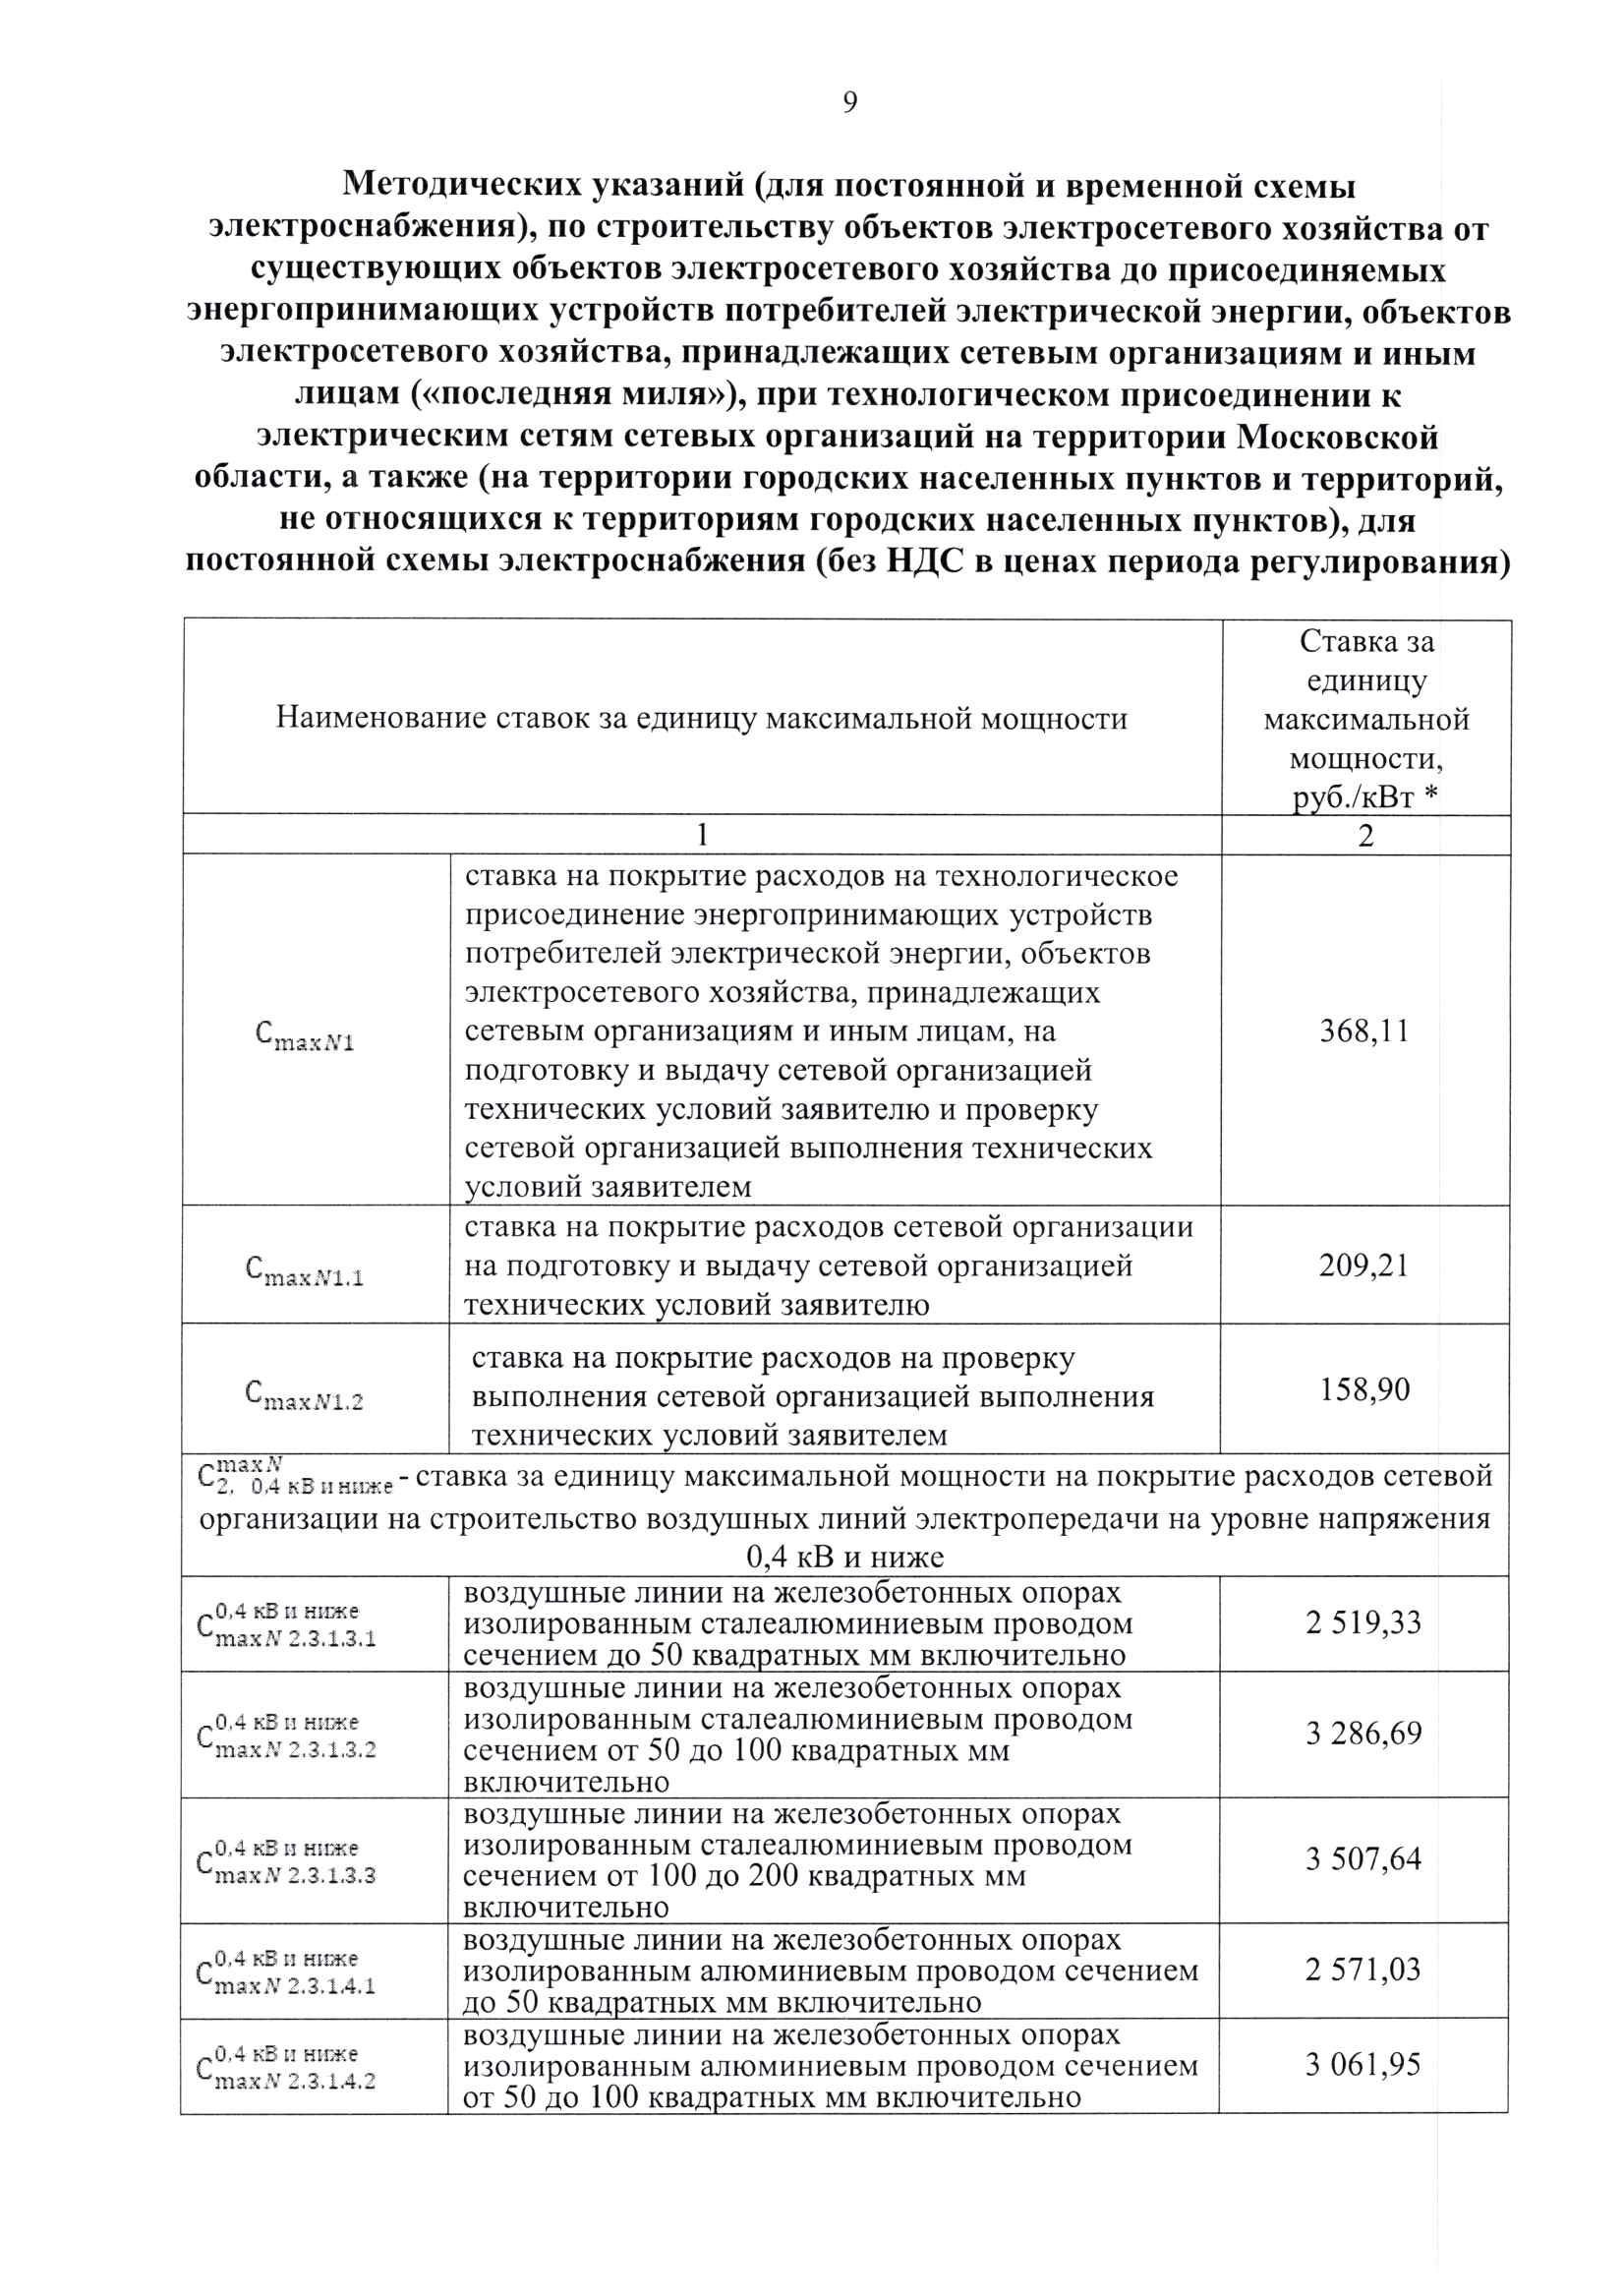 9
Методических указаний (для постоянной и временной схемы
электроснабжения), по строительству объектов электросетевого хозяйства от
существующих объектов электросетевого хозяйства до присоединяемых
энергопринимающих устройств потребителей электрической энергии, объектов
электросетевого хозяйства, принадлежащих сетевым организациям и иным
лицам («последняя миля»), при технологическом присоединении к
электрическим сетям сетевых организаций на территории Московской
области, а также (на территории городских населенных пунктов и территорий,
не относящихся к территориям городских населенных пунктов), для
постоянной схемы электроснабжения (без НДС в ценах периода регулирования)
Наименование ставок за единицу максимальной мощности
Ставка за
единицу
максимальной
мощности,
руб./кВт *
1
2
C maxN1
ставка на покрытие расходов на технологическое
присоединение энергопринимающих устройств
потребителей электрической энергии, объектов
электросетевого хозяйства, принадлежащих
сетевым организациям и иным лицам, на
подготовку и выдачу сетевой организацией
технических условий заявителю и проверку
сетевой организацией выполнения технических
условий заявителем
368,11
C maxN1.1
ставка на покрытие расходов сетевой организации
на подготовку и выдачу сетевой организацией
технических условий заявителю
209,21
C maxN1.2
ставка на покрытие расходов на проверку
выполнения сетевой организацией выполнения
технических условий заявителем
158,90
C maxN 2, 0,4 кВ и ниже - ставка за единицу максимальной мощности на покрытие расходов сетевой
организации на строительство воздушных линий электропередачи на уровне напряжения
0,4 кВ и ниже
C 0,4 кВ и ниже maxN 2.3.1.3.1
воздушные линии на железобетонных опорах
изолированным сталеалюминиевым проводом
сечением до 50 квадратных мм включительно
2 519,33
C 0,4 кВ и ниже maxN 2.3.1.3.2
воздушные линии на железобетонных опорах
изолированным сталеалюминиевым проводом
сечением от 50 до 100 квадратных мм
включительно
3 286,69
C 0,4 кВ и ниже maxN 2.3.1.3.3
воздушные линии на железобетонных опорах
изолированным сталеалюминиевым проводом
сечением от 100 до 200 квадратных мм
включительно
3 507,64
C 0,4 кВ и ниже maxN 2.3.1.4.1
воздушные линии на железобетонных опорах
изолированным алюминиевым проводом сечением
до 50 квадратных мм включительно
2 571,03
C 0,4 кВ и ниже maxN 2.3.1.4.2
воздушные линии на железобетонных опорах
изолированным алюминиевым проводом сечением
от 50 до 100 квадратных мм включительно
3 061,95